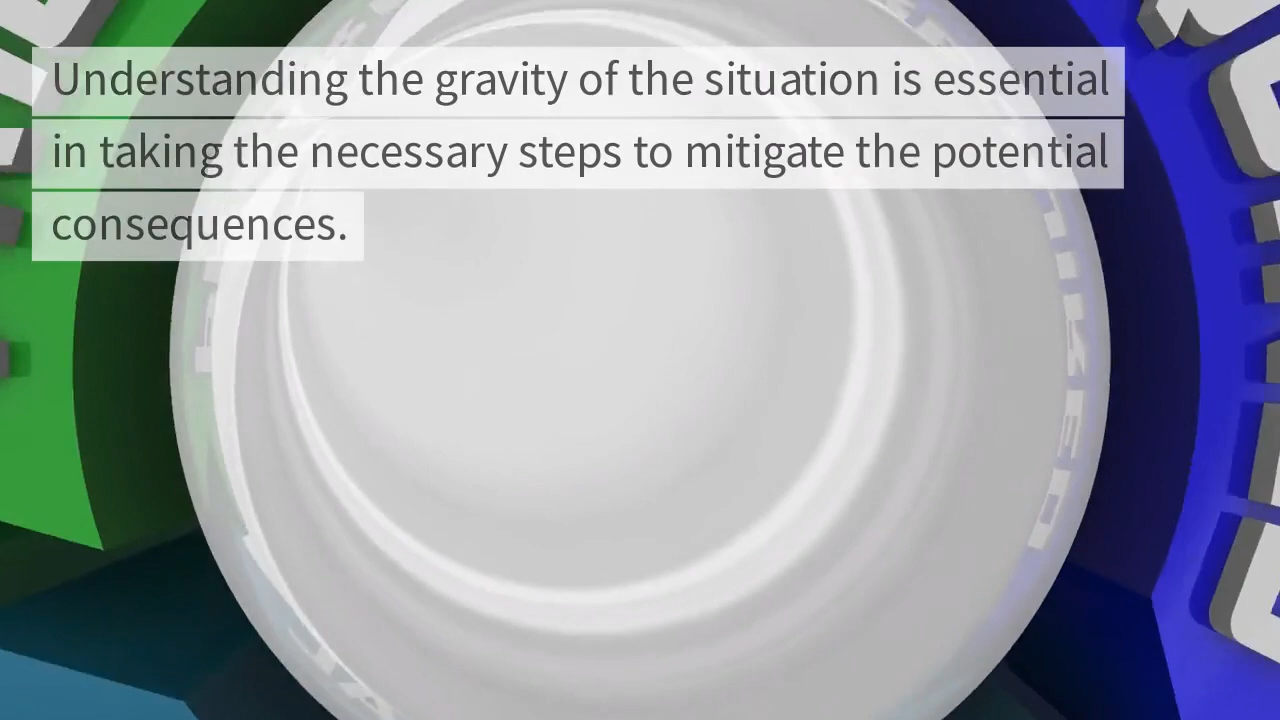 Understanding the gravity of the situation is essential
in taking the necessary steps to mitigate the potential
consequences.